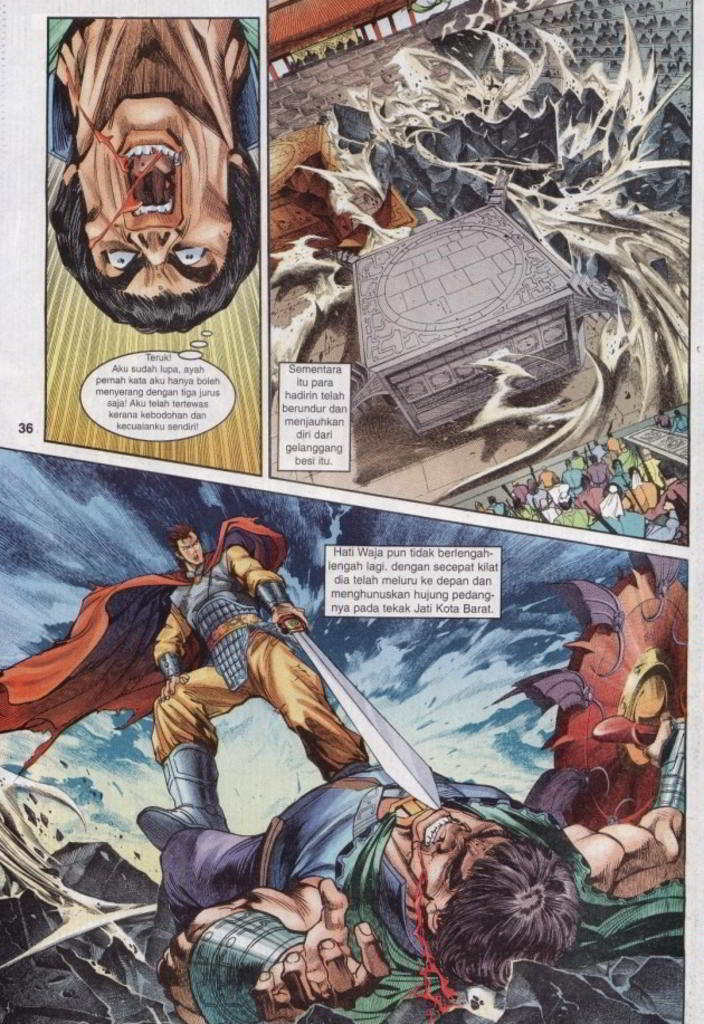 Teruk!
Aku sudah lupa, ayah
pernah kata aku hanya boleh
menyerang dengan tiga jurus
saja! Aku telah tertewas
kerana kebodohan dan
kecuaianku sendiri!
Sementara
itu para
hadirin telah
berundur dan
menjauhkan
diri dari
gelanggang
besi itu.
36
Hati Waja pun tidak berlengah-
lengah lagi. dengan secepat kilat
dia telah meluru ke depan dan
menghunuskan hujung pedang-
nya pada tekak Jati Kota Barat.